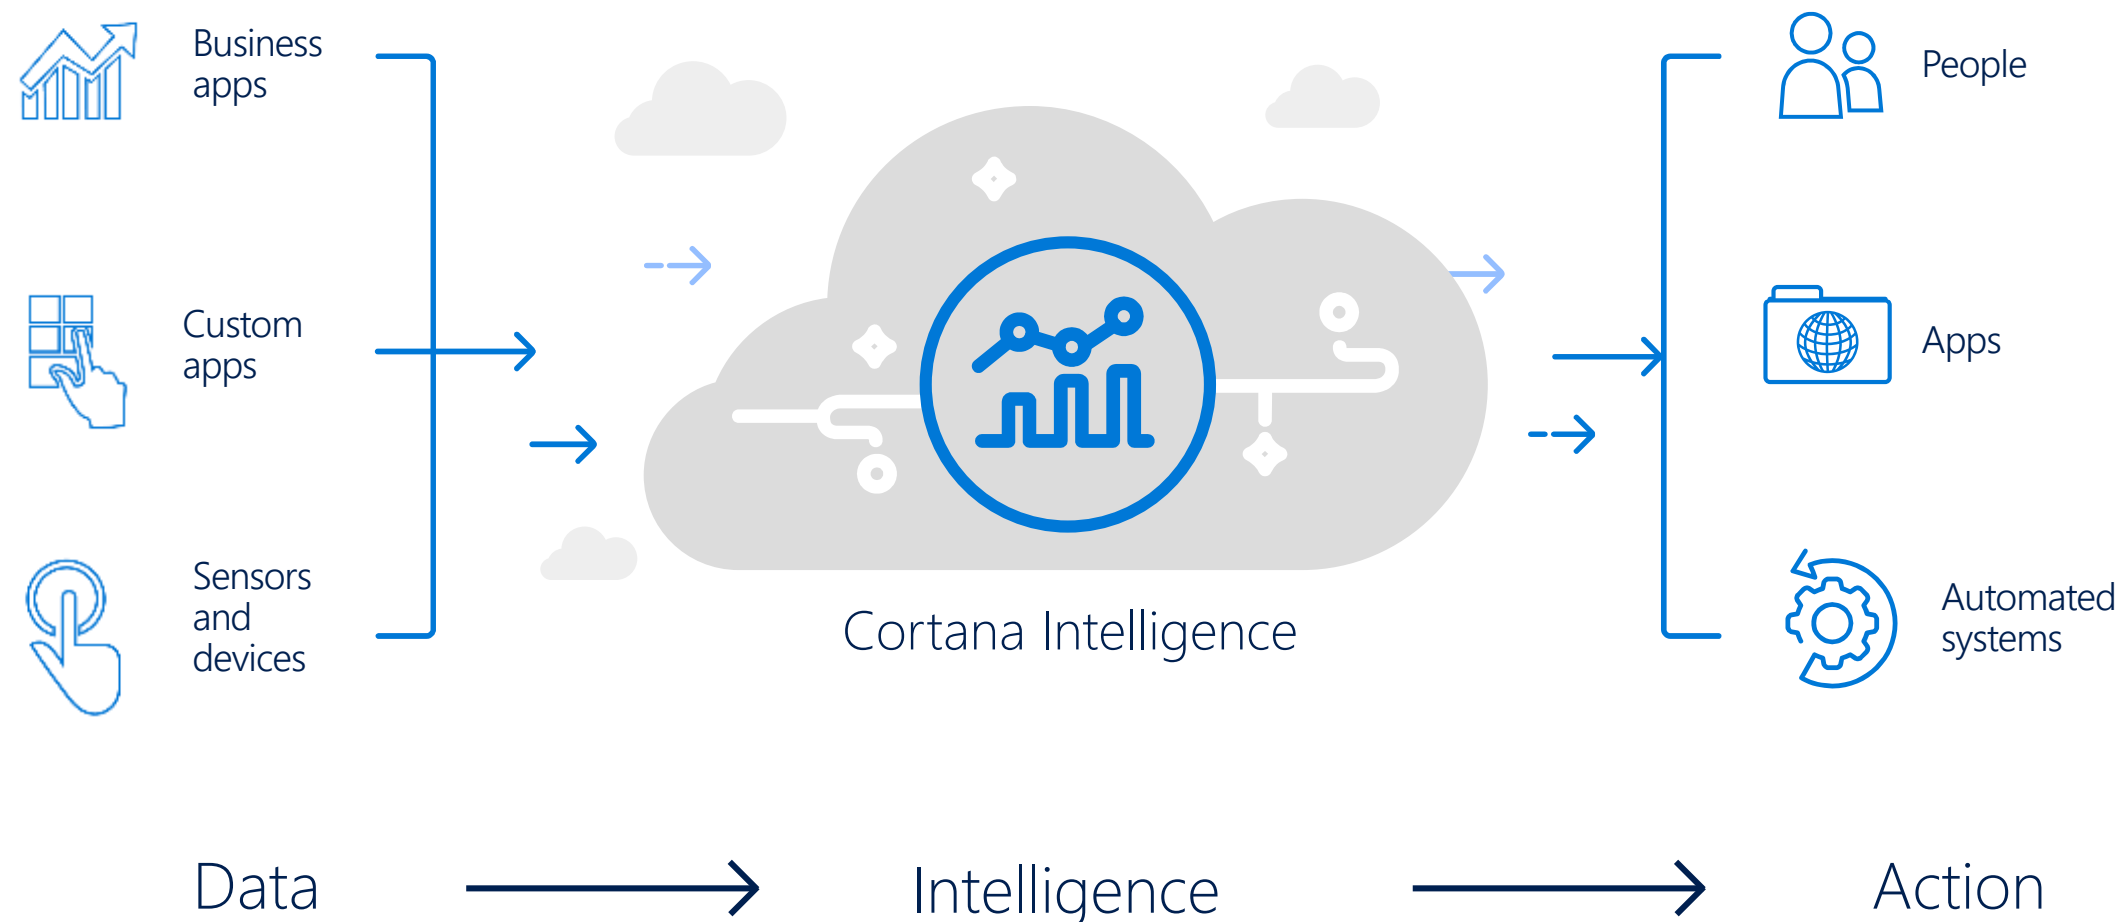 Business
apps
Custom
apps
Sensors
and
devices
Cortana Intelligence
People
Apps
Automated
systems
Data
Intelligence
Action